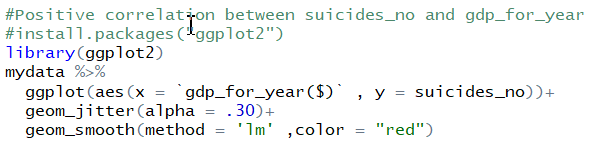 #Positive correlation between suicides_no and gdp_for_year
#install.packages("ggplot2")
library(ggplot2)
mydata %>%
  ggplot(aes(x = `gdp_for_year($)` , y = suicides_no))+
  geom_jitter(alpha = .30)+
  geom_smooth(method = 'lm' ,color = "red")